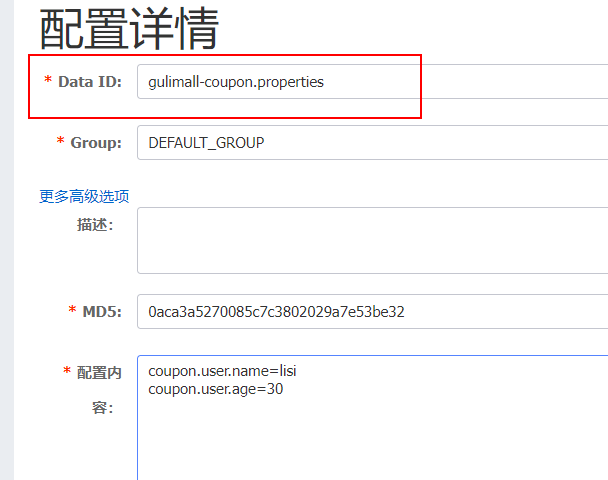 配置详情
* Data ID: gulimall-coupon.properties
* Group: DEFAULT_GROUP
更多高级选项
描述:
* MD5: 0aca3a5270085c7c3802029a7e53be32
* 配置内 coupon.user.name=lisi
coupon.user.age=30
容: